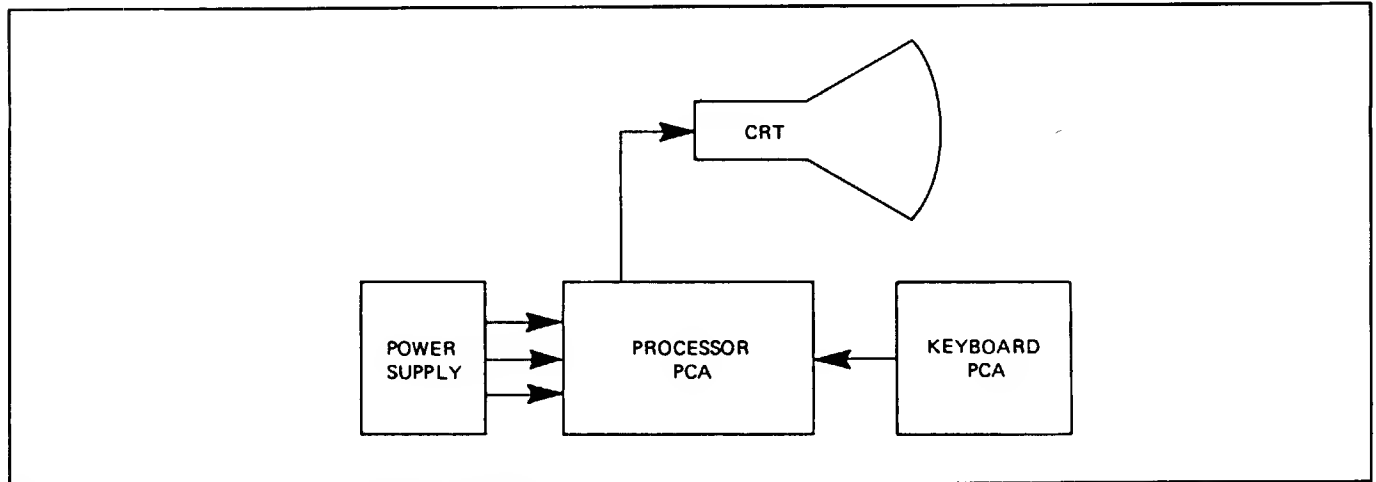 CRT
POWER
SUPPLY
PROCESSOR
PCA
KEYBOARD
PCA